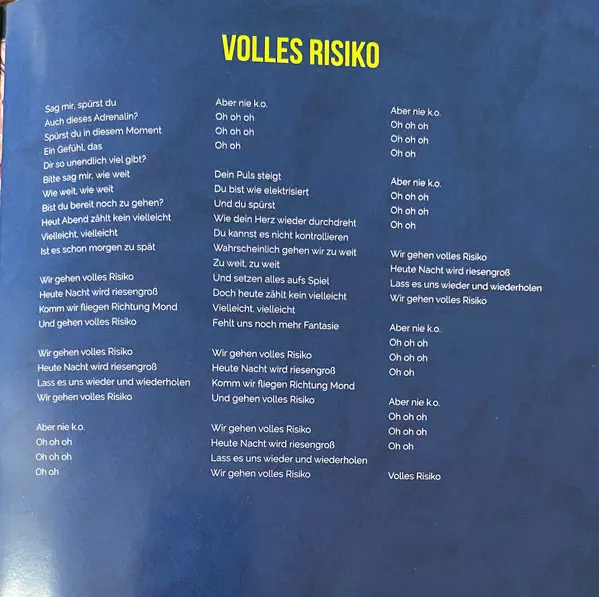 VOLLES RISIKO
Sag mir, spürst du
Auch dieses Adrenalin?
Spürst du in diesem Moment
Ein Gefühl, das
Dir so unendlich viel gibt?
Bitte sag mir, wie weit
Wie weit, wie weit
Bist du bereit noch zu gehen?
Heut Abend zählt kein vielleicht
Vielleicht, vielleicht
Ist es schon morgen zu spät
Wir gehen volles Risiko
Heute Nacht wird riesengroß
Komm wir fliegen Richtung Mond
Und gehen volles Risiko
Wir gehen volles Risiko
Heute Nacht wird riesengroß
Lass es uns wieder und wiederholen
Wir gehen volles Risiko
Aber nie k.o.
Oh oh oh
Oh oh oh
Oh oh
Aber nie k.o.
Oh oh oh
Oh oh oh
Oh oh
Dein Puls steigt
Du bist wie elektrisiert
Und du spürst
Wie dein Herz wieder durchdreht
Du kannst es nicht kontrollieren
Wahrscheinlich gehen wir zu weit
Zu weit, zu weit
Und setzen alles aufs Spiel
Doch heute zählt kein vielleicht
Vielleicht, vielleicht
Fehlt uns noch mehr Fantasie
Wir gehen volles Risiko
Heute Nacht wird riesengroß
Komm wir fliegen Richtung Mond
Und gehen volles Risiko
Wir gehen volles Risiko
Heute Nacht wird riesengroß
Lass es uns wieder und wiederholen
Wir gehen volles Risiko
Aber nie k.o.
Oh oh oh
Oh oh oh
Oh oh
Aber nie k.o.
Oh oh oh
Oh oh oh
Oh oh
Wir gehen volles Risiko
Heute Nacht wird riesengroß
Lass es uns wieder und wiederholen
Wir gehen volles Risiko
Aber nie k.o.
Oh oh oh
Oh oh oh
Oh oh
Aber nie k.o.
Oh oh oh
Oh oh oh
Oh oh
Volles Risiko